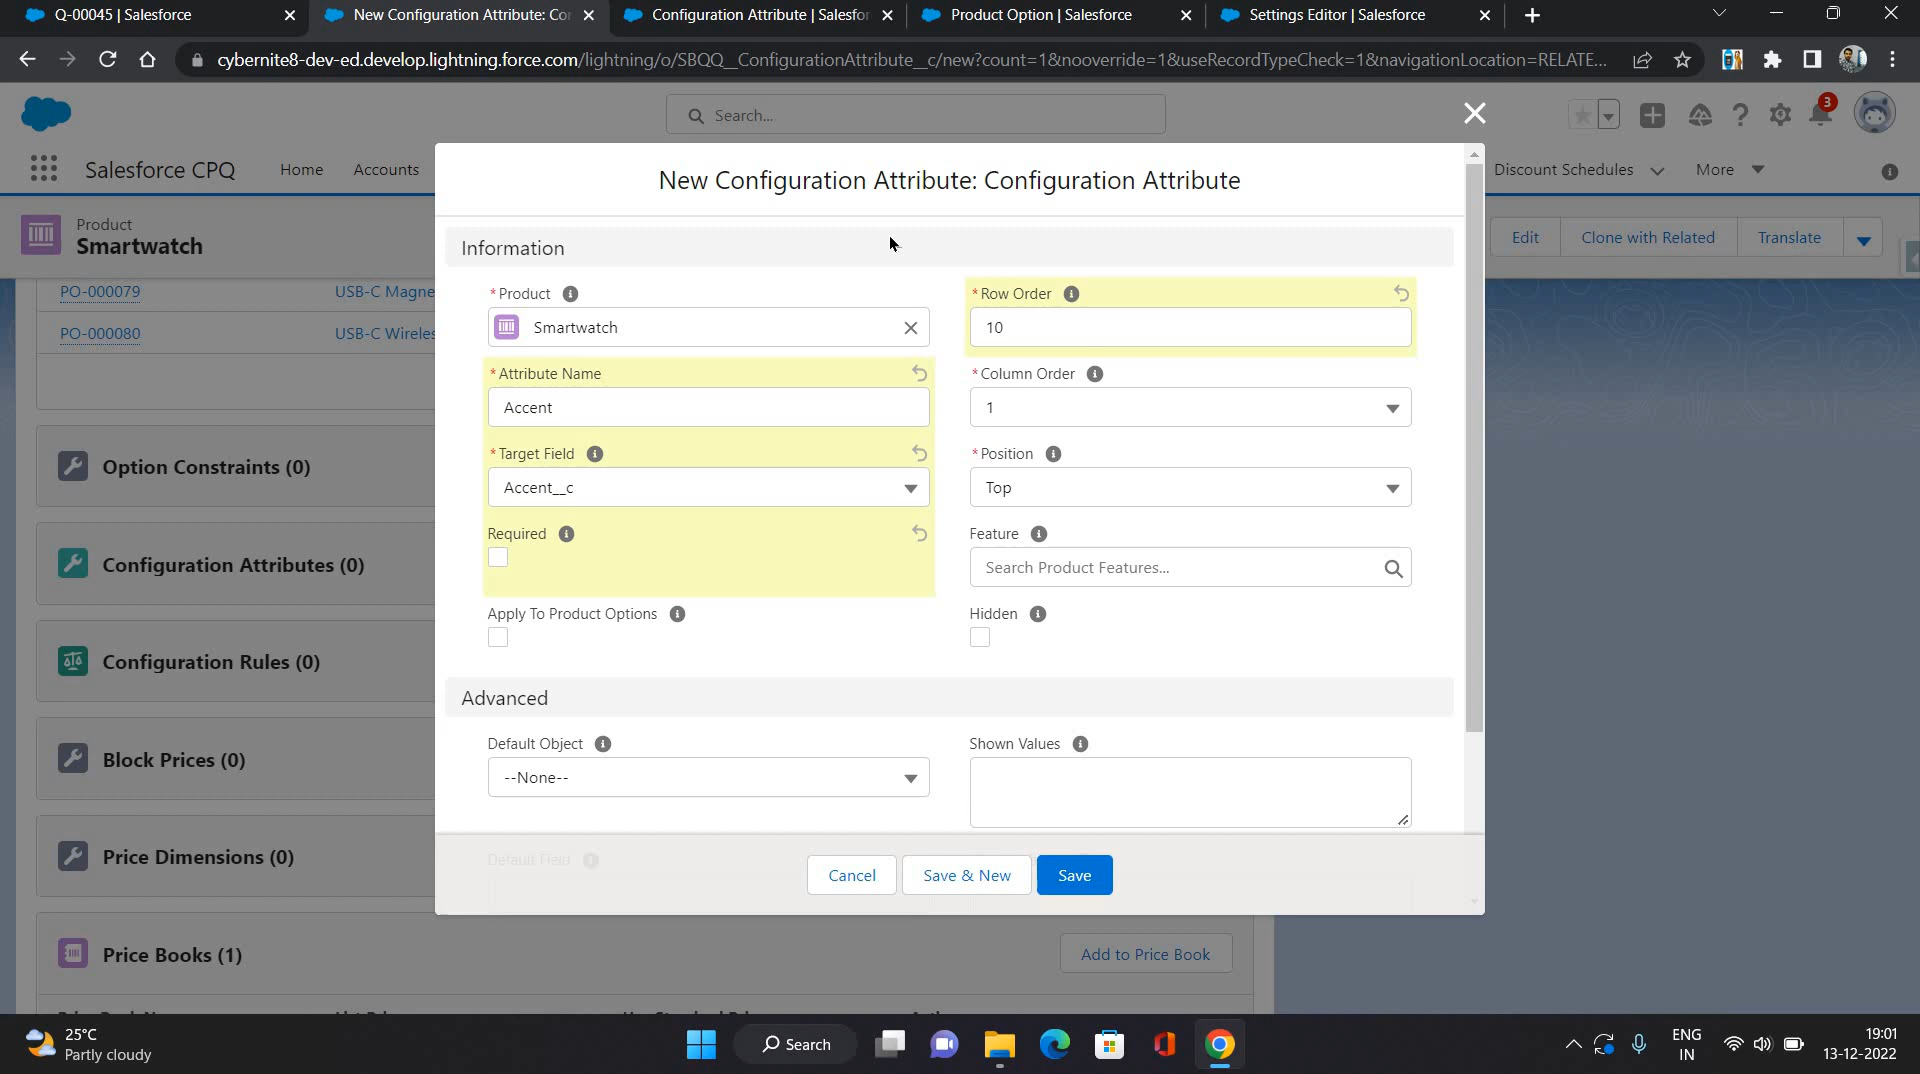 Q-00045 | Salesforce
New Configuration Attribute: Co
Configuration Attribute | Salesfo
Product Option | Salesforce
Settings Editor | Salesforce
cybernite8-dev-ed.develop.lightning.force.com/lightning/o/SBQQ__ConfigurationAttribute__c/new?count=1&nooverride=1&useRecordTypeCheck=1&navigationLocation=RELATE...
Search...
3
Salesforce CPQ
Home
Accounts
Discount Schedules
More
Product
Smartwatch
Edit
Clone with Related
Translate
PO-000079
USB-C Magne
PO-000080
USB-C Wireles
Option Constraints (0)
Configuration Attributes (0)
Configuration Rules (0)
Block Prices (0)
Price Dimensions (0)
Price Books (1)
Add to Price Book
New Configuration Attribute: Configuration Attribute
Information
*Product
Smartwatch
*Row Order
10
*Attribute Name
Accent
*Column Order
1
*Target Field
Accent__c
*Position
Top
Required
Feature
Search Product Features...
Apply To Product Options
Hidden
Advanced
Default Object
--None--
Shown Values
Default Field
Cancel
Save & New
Save
25°C
Partly cloudy
Search
ENG
IN
19:01
13-12-2022